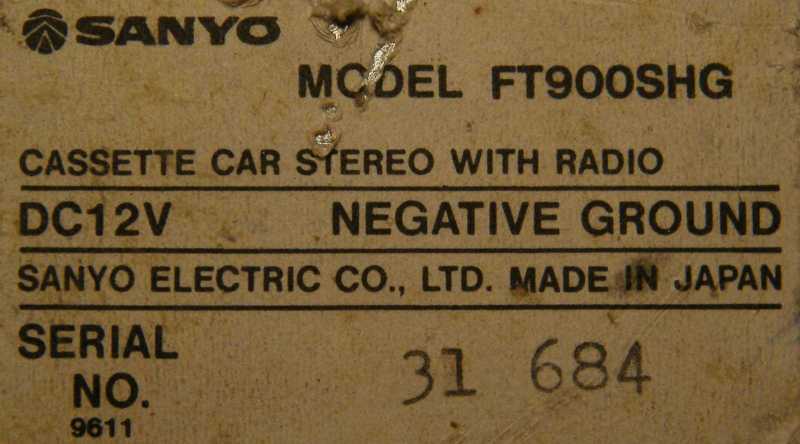 SANYO
MODEL FT900SHG
CASSETTE CAR STEREO WITH RADIO
DC12V NEGATIVE GROUND
SANYO ELECTRIC CO., LTD. MADE IN JAPAN
SERIAL
NO. 31 684
9611